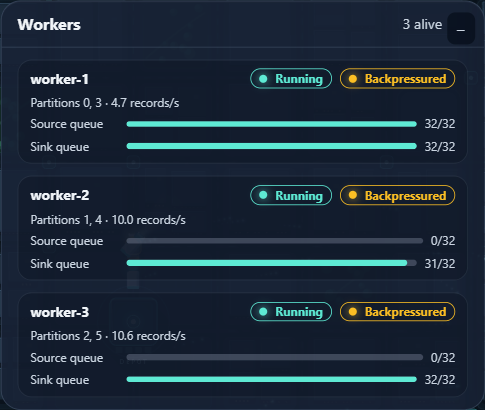 Workers 3 alive _
worker-1 Running Backpressured
Partitions 0, 3 · 4.7 records/s
Source queue 32/32
Sink queue 32/32
worker-2 Running Backpressured
Partitions 1, 4 · 10.0 records/s
Source queue 0/32
Sink queue 31/32
worker-3 Running Backpressured
Partitions 2, 5 · 10.6 records/s
Source queue 0/32
Sink queue 32/32